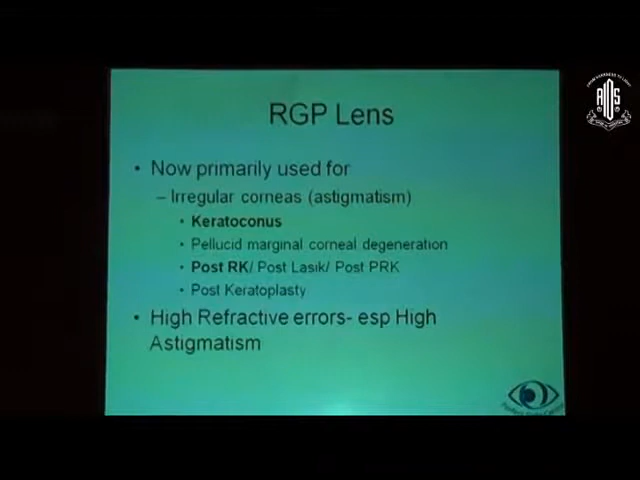 RGP Lens
• Now primarily used for
– Irregular corneas (astigmatism)
• Keratoconus
• Pellucid marginal corneal degeneration
• Post RK/ Post Lasik/ Post PRK
• Post Keratoplasty
• High Refractive errors- esp High
Astigmatism
AIOS